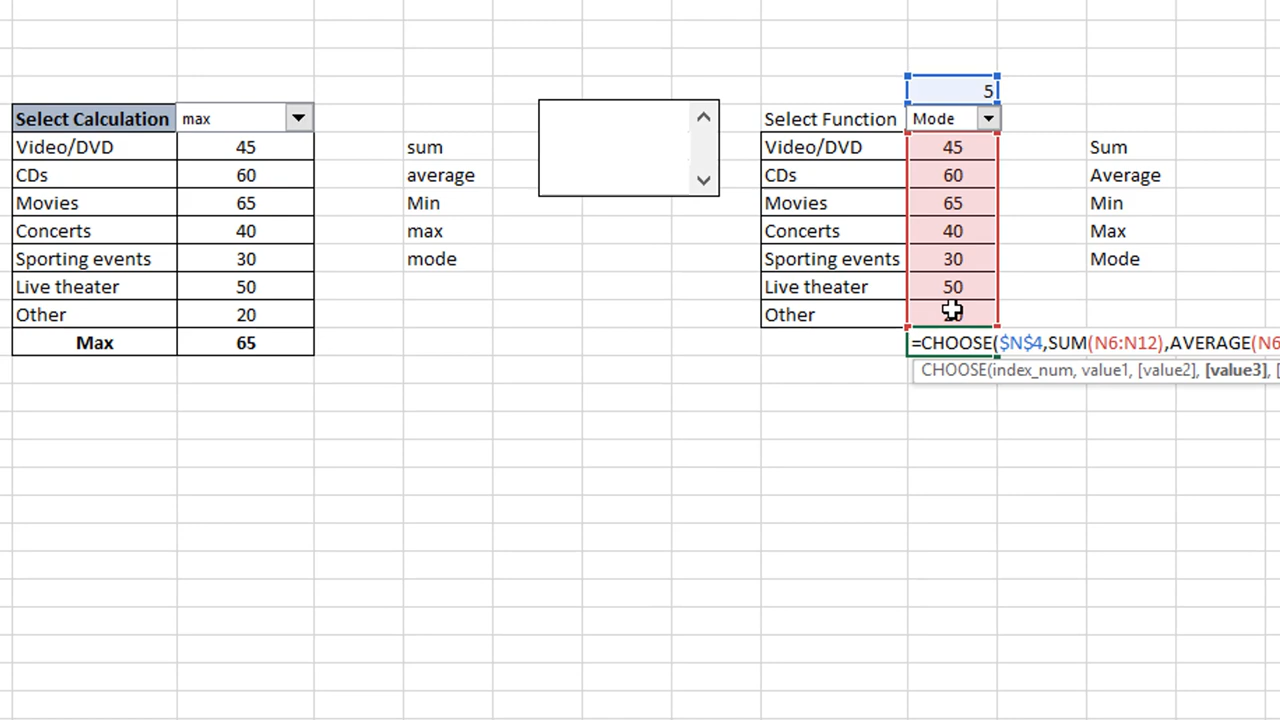 5
Select Calculation max Select Function Mode
Video/DVD 45 sum Video/DVD 45 Sum
CDs 60 average CDs 60 Average
Movies 65 Min Movies 65 Min
Concerts 40 max Concerts 40 Max
Sporting events 30 mode Sporting events 30 Mode
Live theater 50 Live theater 50
Other 20 Other
Max 65 =CHOOSE($N$4,SUM(N6:N12),AVERAGE(N6
CHOOSE(index_num, value1, [value2], [value3], [